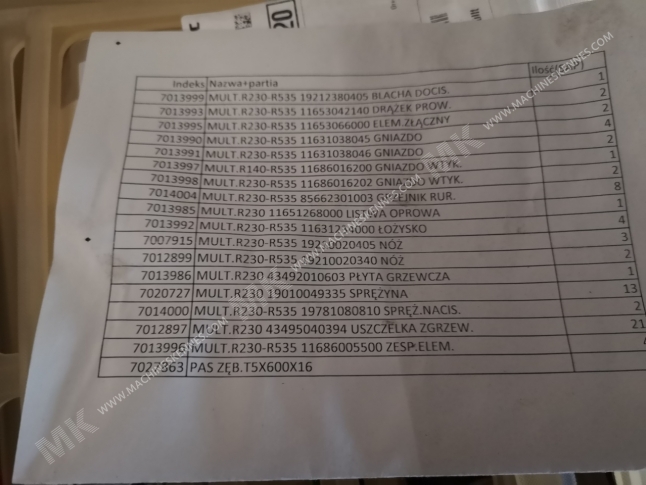 Indeks Nazwa+partia Ilość
7013999 MULT.R230-R535 19212380405 BLACHA DOCIS. 1
7013993 MULT.R230-R535 11653042140 DRĄŻEK PROW. 2
7013995 MULT.R230-R535 11653066000 ELEM.ZŁĄCZNY 2
7013990 MULT.R230-R535 11631038045 GNIAZDO 4
7013991 MULT.R230-R535 11631038046 GNIAZDO 2
7013997 MULT.R140-R535 11686016200 GNIAZDO WTYK. 1
7013998 MULT.R230-R535 11686016202 GNIAZDO WTYK. 2
7014004 MULT.R230-R535 85662301003 GRZEJNIK RUR. 8
7013985 MULT.R230 11651268000 LISTWA OPROWA 1
7013992 MULT.R230-R535 11631234000 ŁOŻYSKO 4
7007915 MULT.R230-R535 19210020405 NÓŻ 3
7012899 MULT.R230-R535 19210020340 NÓŻ 2
7013986 MULT.R230 43492010603 PŁYTA GRZEWCZA 1
7020727 MULT.R230 19010049335 SPRĘŻYNA 13
7014000 MULT.R230-R535 19781080810 SPRĘŻ.NACIS. 2
7012897 MULT.R230 43495040394 USZCZELKA ZGRZEW. 21
7013996 MULT.R230-R535 11686005500 ZESP.ELEM.
7027863 PAS ZĘB.T5X600X16
MK WWW.MACHINESKENNES.COM